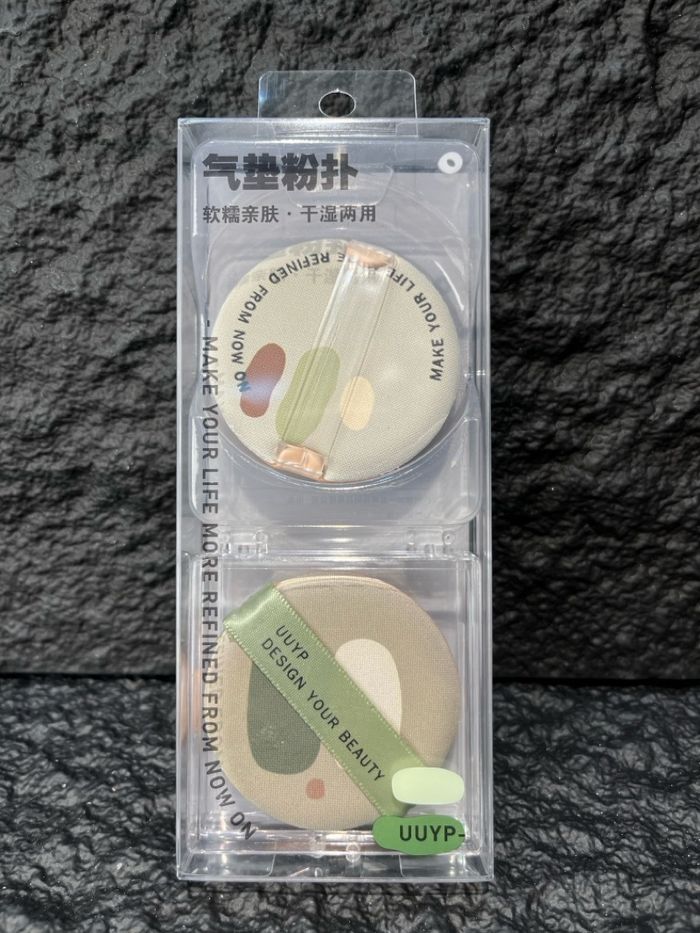 气垫粉扑
软糯亲肤·干湿两用
MAKE YOUR LIFE RE REFINED FROM NOW ON
- MAKE YOUR LIFE MORE REFINED FROM NOW ON
UUYP
DESIGN YOUR BEAUTY
UUYP-